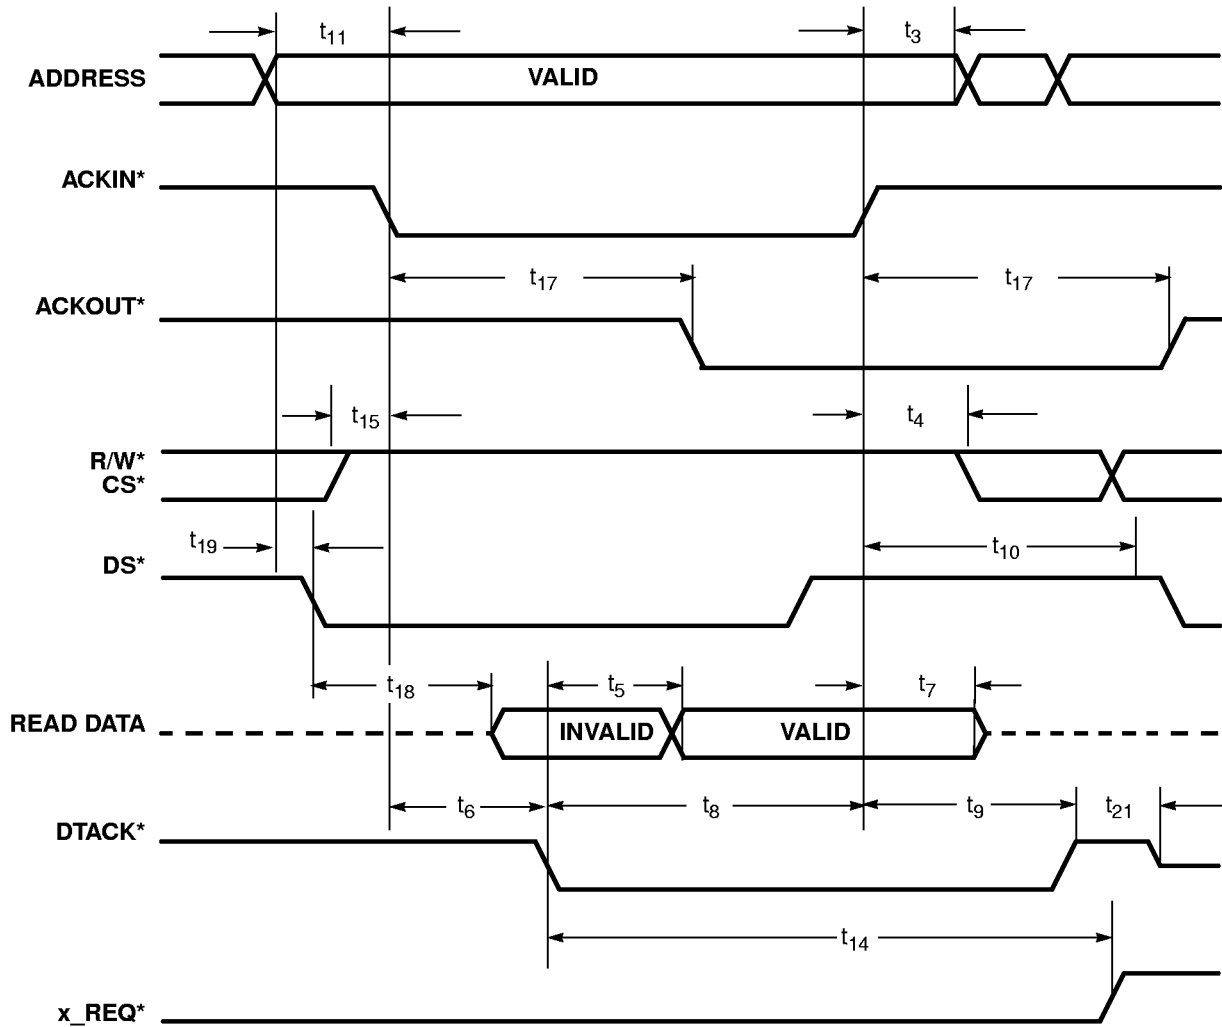 t11
t3
ADDRESS
VALID
ACKIN*
t17
t17
ACKOUT*
t15
t4
R/W*
CS*
t19
t10
DS*
t18
t5
t7
READ DATA
INVALID
VALID
t6
t8
t9
t21
DTACK*
t14
x_REQ*